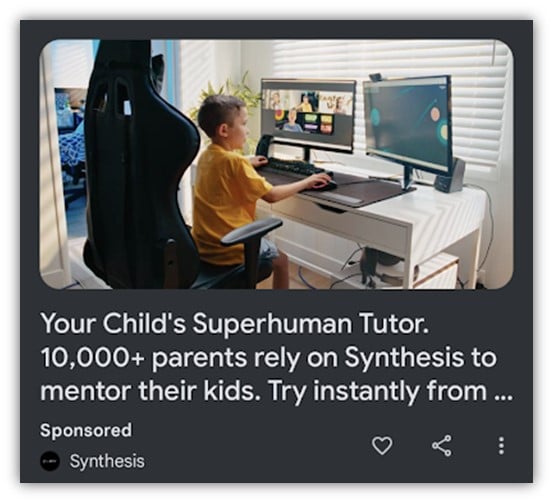 Your Child's Superhuman Tutor.
10,000+ parents rely on Synthesis to
mentor their kids. Try instantly from ...
Sponsored
Synthesis